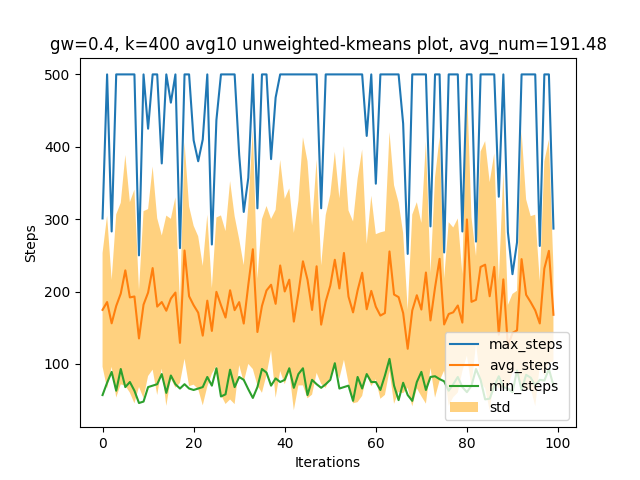 gw=0.4, k=400 avg10 unweighted-kmeans plot, avg_num=191.48
500
400
300
200
100
Steps
max_steps
avg_steps
min_steps
std
0
20
40
60
80
100
Iterations